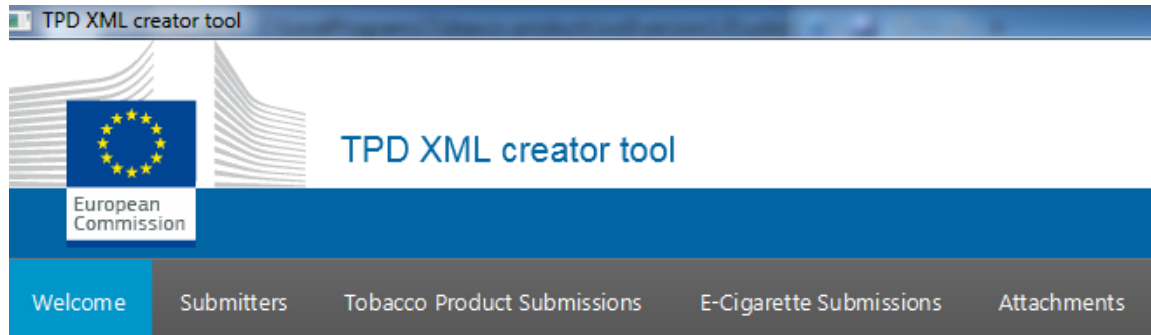 TPD XML creator tool
TPD XML creator tool
European
Commission
Welcome Submitters Tobacco Product Submissions E-Cigarette Submissions Attachments